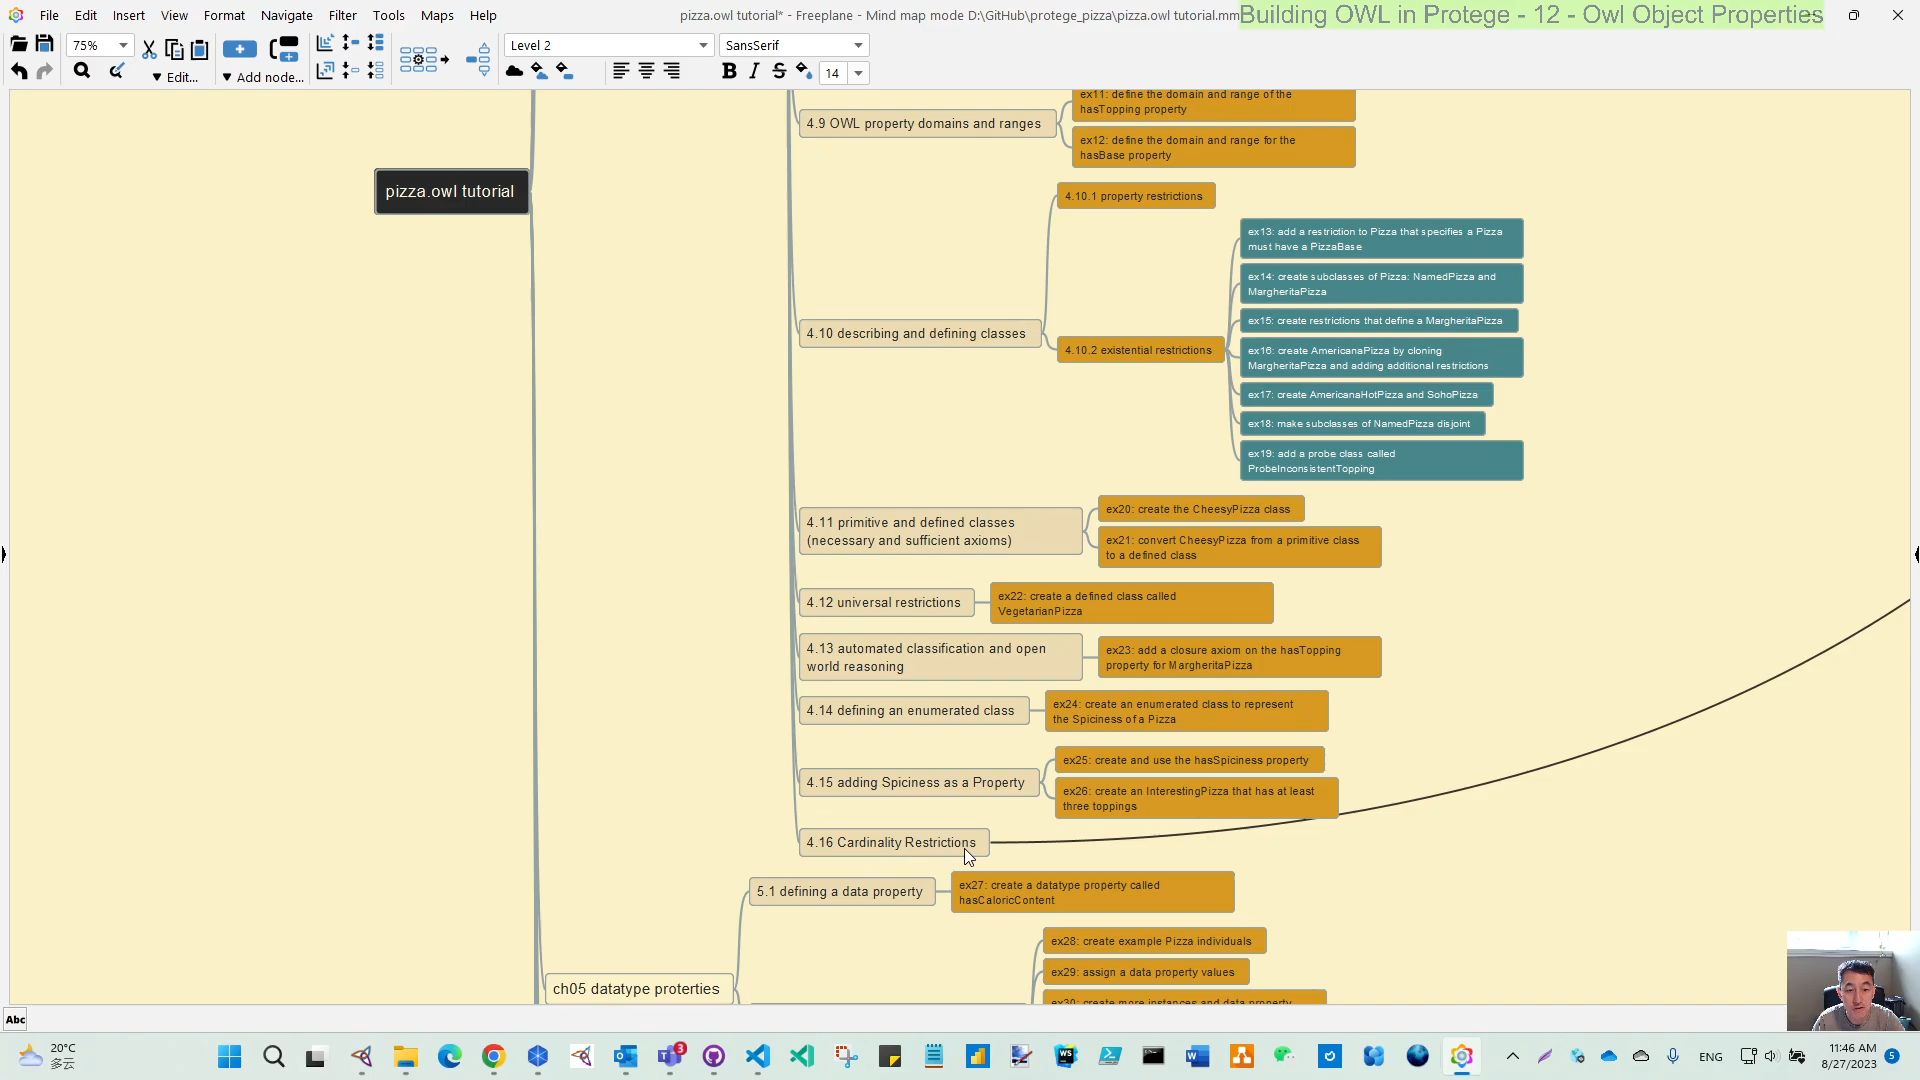 pizza.owl tutorial* - Freeplane - Mind map mode D:\GitHub\protege_pizza\pizza.owl tutorial.mm
Building OWL in Protege - 12 - Owl Object Properties
File Edit Insert View Format Navigate Filter Tools Maps Help
75%
Edit...
Add node...
Level 2
SansSerif
14
pizza.owl tutorial
4.9 OWL property domains and ranges
ex11: define the domain and range of the
hasTopping property
ex12: define the domain and range for the
hasBase property
4.10 describing and defining classes
4.10.1 property restrictions
4.10.2 existential restrictions
ex13: add a restriction to Pizza that specifies a Pizza
must have a PizzaBase
ex14: create subclasses of Pizza: NamedPizza and
MargheritaPizza
ex15: create restrictions that define a MargheritaPizza
ex16: create AmericanaPizza by cloning
MargheritaPizza and adding additional restrictions
ex17: create AmericanaHotPizza and SohoPizza
ex18: make subclasses of NamedPizza disjoint
ex19: add a probe class called
ProbeInconsistentTopping
4.11 primitive and defined classes
(necessary and sufficient axioms)
ex20: create the CheesyPizza class
ex21: convert CheesyPizza from a primitive class
to a defined class
4.12 universal restrictions
ex22: create a defined class called
VegetarianPizza
4.13 automated classification and open
world reasoning
ex23: add a closure axiom on the hasTopping
property for MargheritaPizza
4.14 defining an enumerated class
ex24: create an enumerated class to represent
the Spiciness of a Pizza
4.15 adding Spiciness as a Property
ex25: create and use the hasSpiciness property
ex26: create an InterestingPizza that has at least
three toppings
4.16 Cardinality Restrictions
5.1 defining a data property
ex27: create a datatype property called
hasCaloricContent
ch05 datatype proterties
ex28: create example Pizza individuals
ex29: assign a data property values
ex30: create more instances and data property
Abc
20°C
多云
3
WS
ENG
11:46 AM
8/27/2023
5